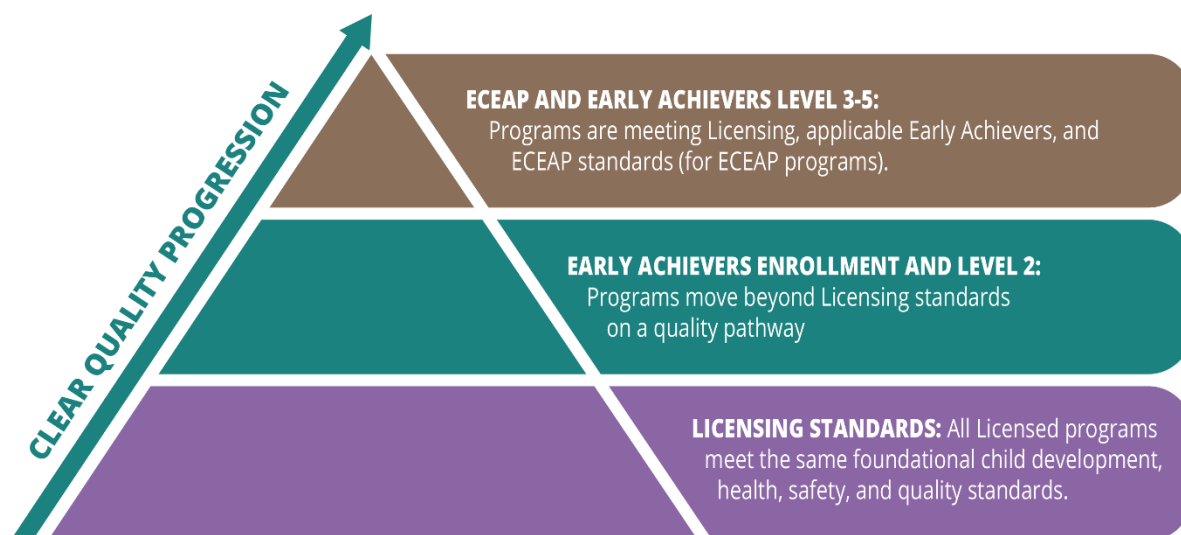 CLEAR QUALITY PROGRESSION
ECEAP AND EARLY ACHIEVERS LEVEL 3-5:
Programs are meeting Licensing, applicable Early Achievers, and
ECEAP standards (for ECEAP programs).
EARLY ACHIEVERS ENROLLMENT AND LEVEL 2:
Programs move beyond Licensing standards
on a quality pathway
LICENSING STANDARDS: All Licensed programs
meet the same foundational child development,
health, safety, and quality standards.